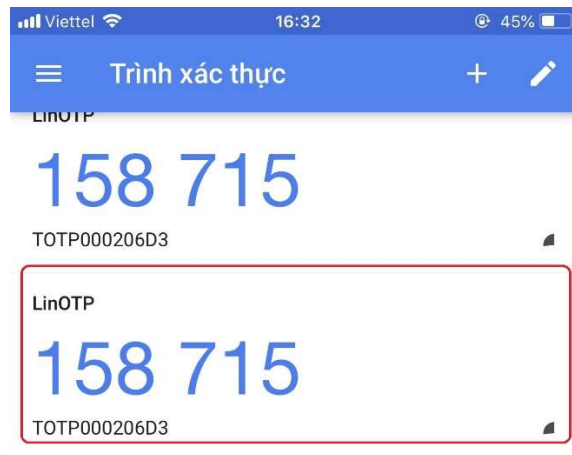 Viettel 16:32 45%
Trình xác thực
LinOTP
158 715
TOTP000206D3
LinOTP
158 715
TOTP000206D3